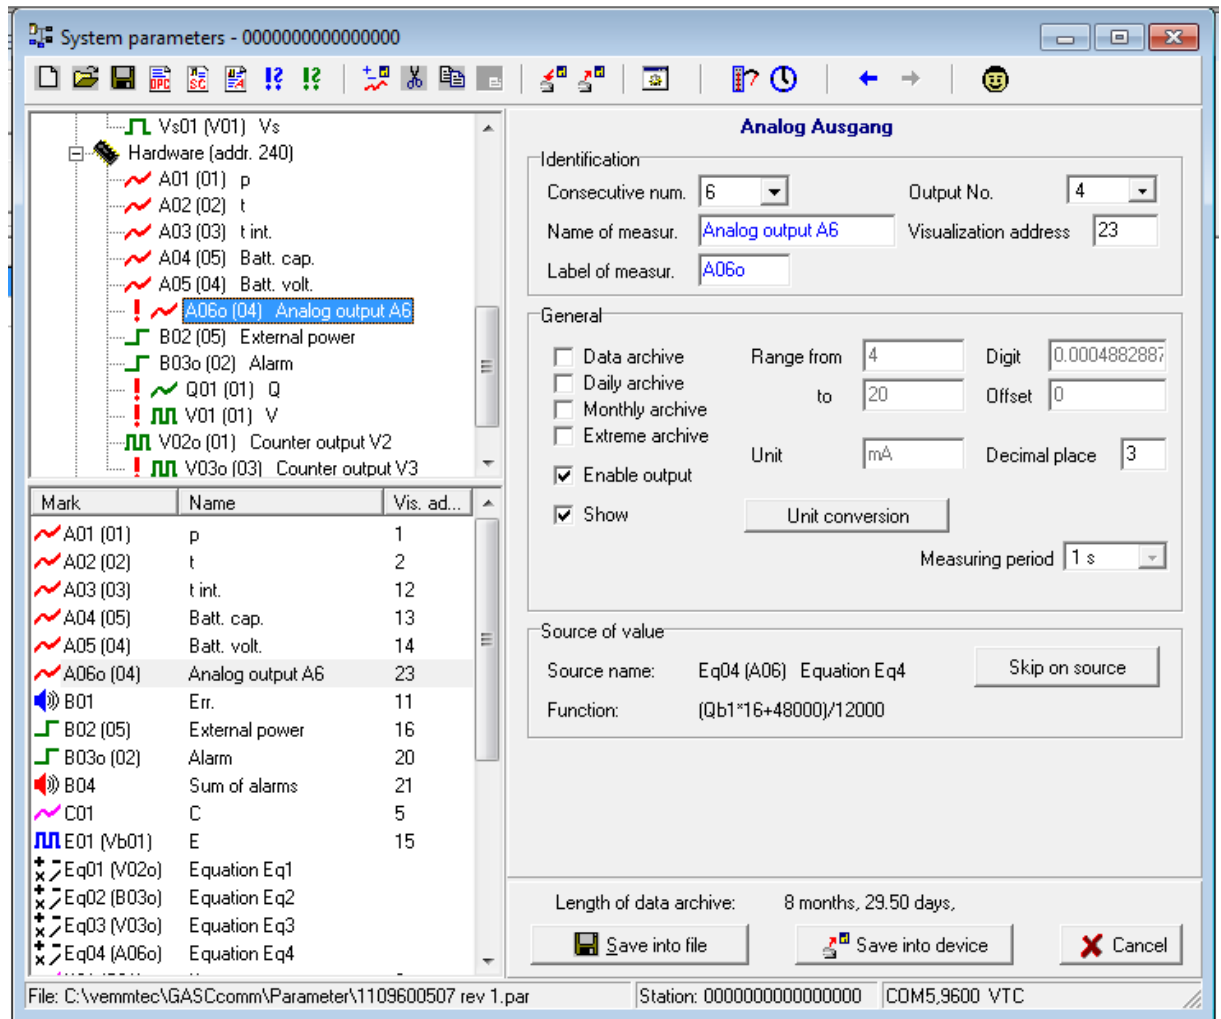 System parameters - 0000000000000000
Vs01 (V01) Vs
Hardware (addr. 240)
A01 (01) p
A02 (02) t
A03 (03) t int.
A04 (05) Batt. cap.
A05 (04) Batt. volt.
A06o (04) Analog output A6
B02 (05) External power
B03o (02) Alarm
Q01 (01) Q
V01 (01) V
V02o (01) Counter output V2
V03o (03) Counter output V3
Mark Name Vis. ad...
A01 (01) p 1
A02 (02) t 2
A03 (03) t int. 12
A04 (05) Batt. cap. 13
A05 (04) Batt. volt. 14
A06o (04) Analog output A6 23
B01 Err. 11
B02 (05) External power 16
B03o (02) Alarm 20
B04 Sum of alarms 21
C01 C 5
E01 (Vb01) E 15
Eq01 (V02o) Equation Eq1
Eq02 (B03o) Equation Eq2
Eq03 (V03o) Equation Eq3
Eq04 (A06o) Equation Eq4
Analog Ausgang
Identification
Consecutive num. 6 Output No. 4
Name of measur. Analog output A6 Visualization address 23
Label of measur. A06o
General
Data archive Range from 4 Digit 0.0004882887
Daily archive
to 20 Offset 0
Monthly archive
Extreme archive
Unit mA Decimal place 3
Enable output
Show Unit conversion
Measuring period 1 s
Source of value
Source name: Eq04 (A06) Equation Eq4 Skip on source
Function: (Qb1*16+48000)/12000
Length of data archive: 8 months, 29.50 days,
Save into file Save into device Cancel
File: C:\vemmtec\GASCcomm\Parameter\1109600507 rev 1.par Station: 0000000000000000 COM5,9600 VTC